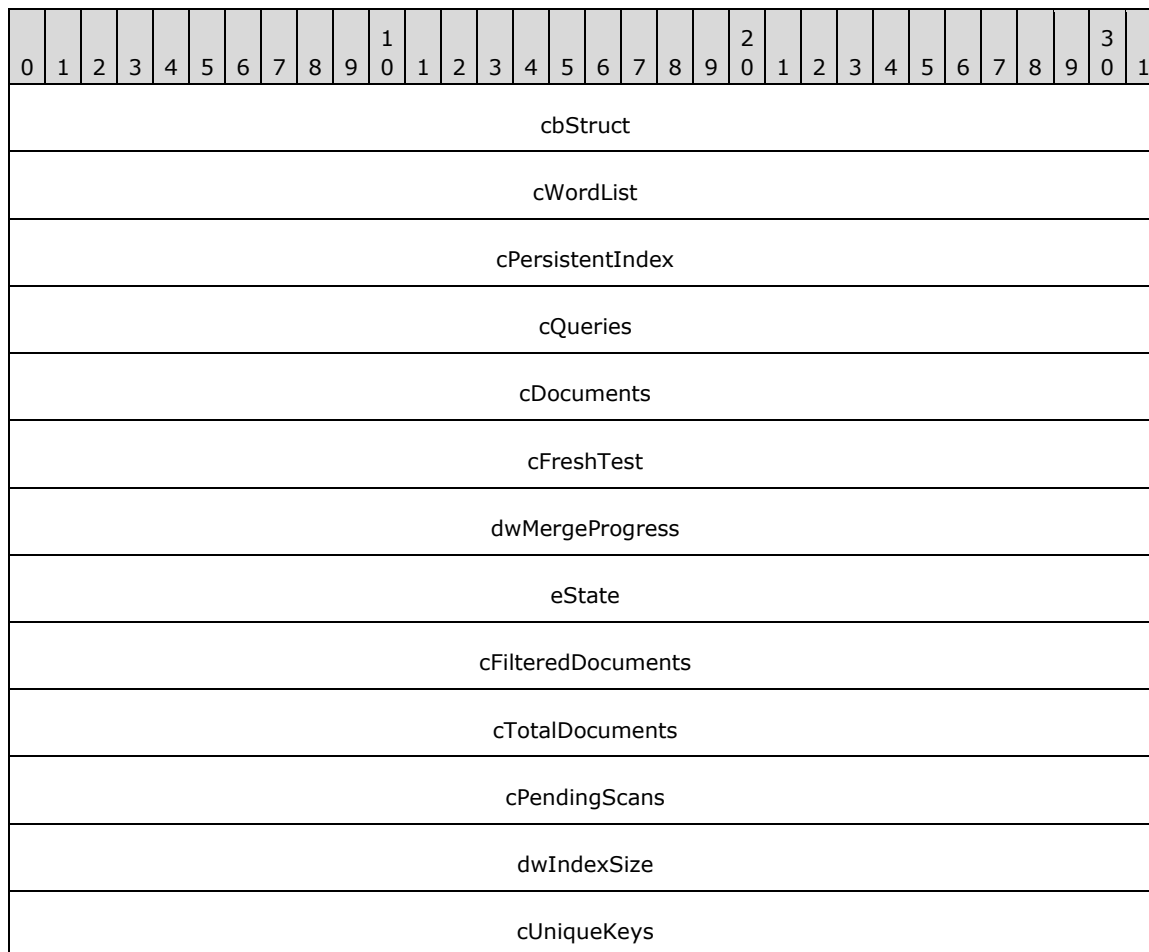 1 2 3
0 1 2 3 4 5 6 7 8 9 0 1 2 3 4 5 6 7 8 9 0 1 2 3 4 5 6 7 8 9 0 1
cbStruct
cWordList
cPersistentIndex
cQueries
cDocuments
cFreshTest
dwMergeProgress
eState
cFilteredDocuments
cTotalDocuments
cPendingScans
dwIndexSize
cUniqueKeys